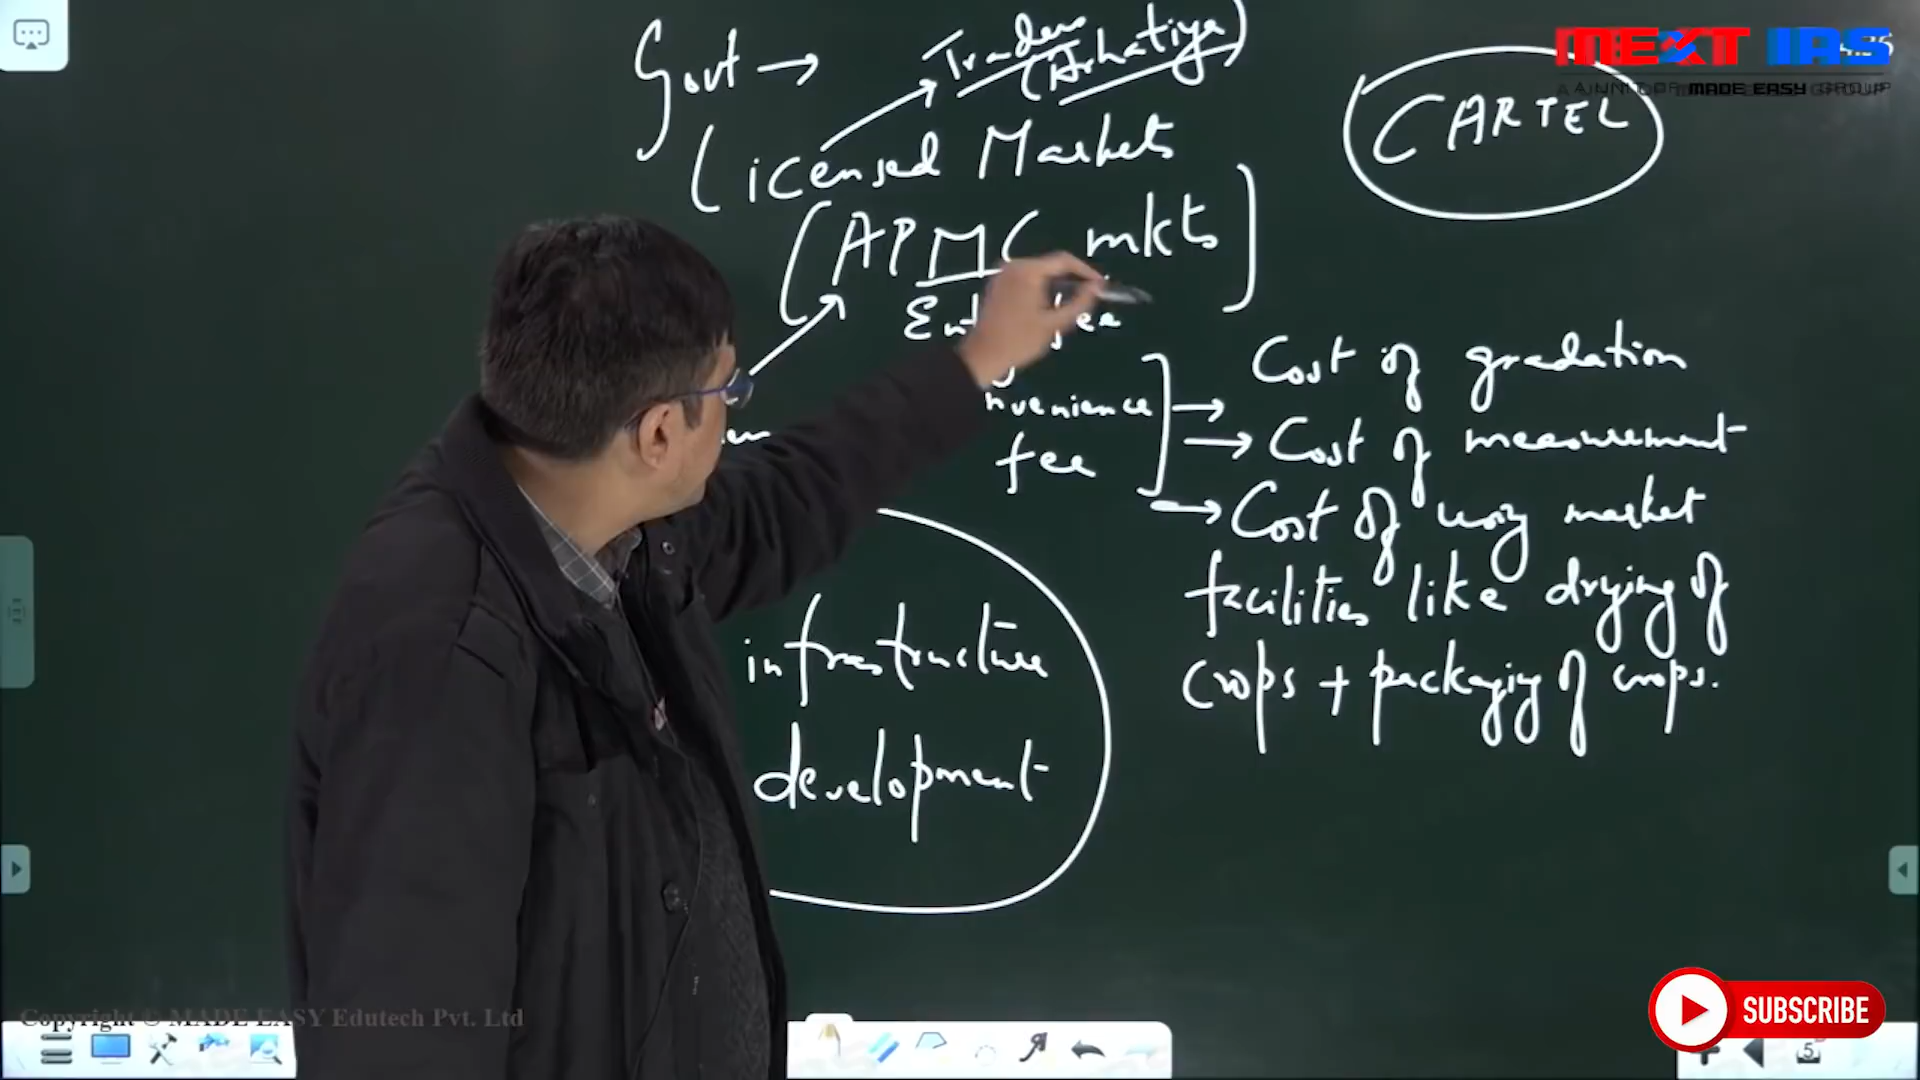 Govt → Traders
(Arhatiya)
Licensed Markets
(APMC mkts)
fee
fee
CARTEL
→ Cost of gradation
→ Cost of measurement
→ Cost of using market
facilities like drying of
crops + packaging of crops.
infrastructure
development
NEXT IAS
MADE EASY GROUP
SUBSCRIBE
Copyright © MADE EASY Edutech Pvt. Ltd
5